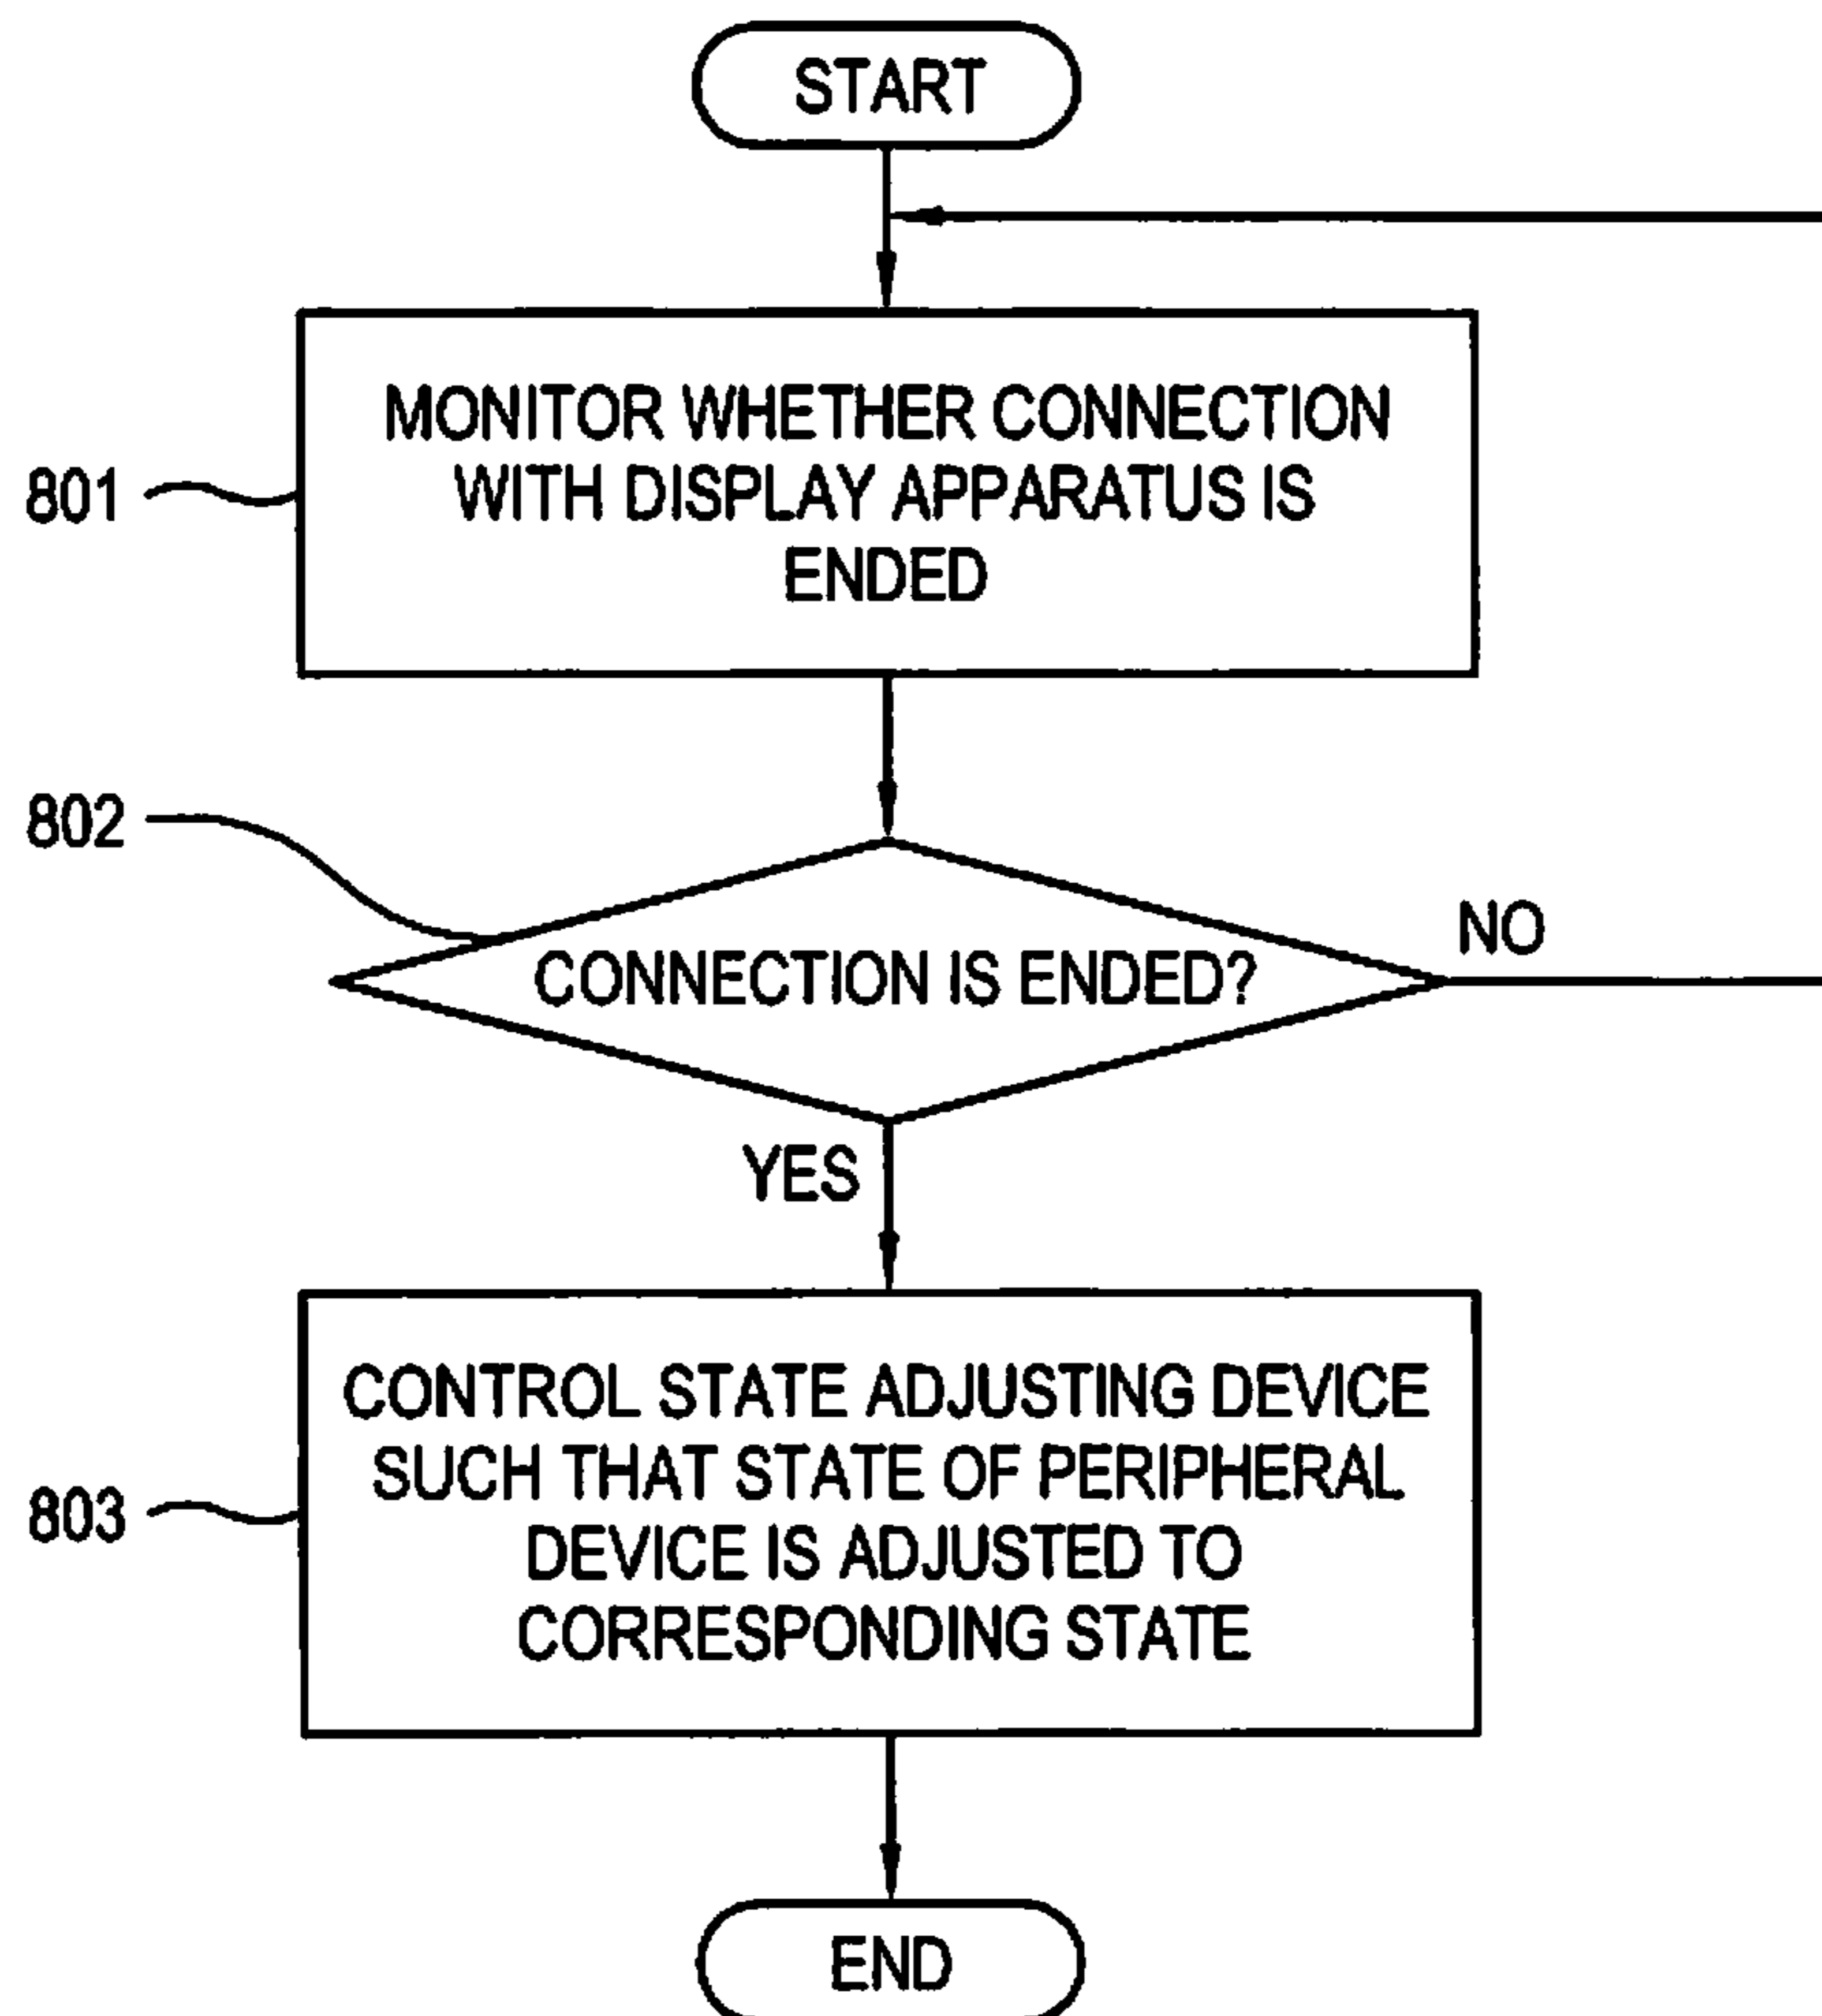 START
801
MONITOR WHETHER CONNECTION
WITH DISPLAY APPARATUS IS
ENDED
802
CONNECTION IS ENDED?
NO
YES
803
CONTROL STATE ADJUSTING DEVICE
SUCH THAT STATE OF PERIPHERAL
DEVICE IS ADJUSTED TO
CORRESPONDING STATE
END